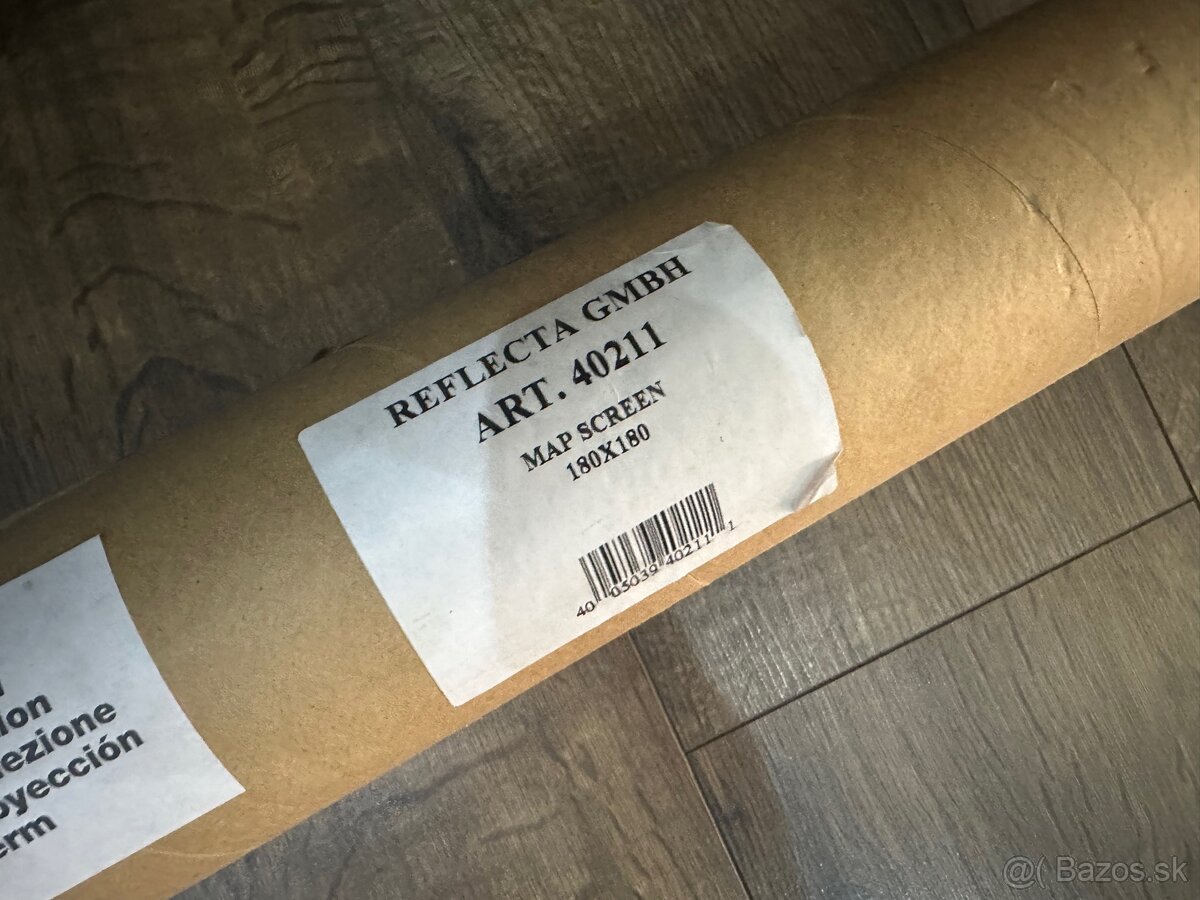 REFLECTA GMBH
ART. 40211
MAP SCREEN
180X180
40 05039 40211 1
ion
ezione
oyección
erm
@( Bazos.sk